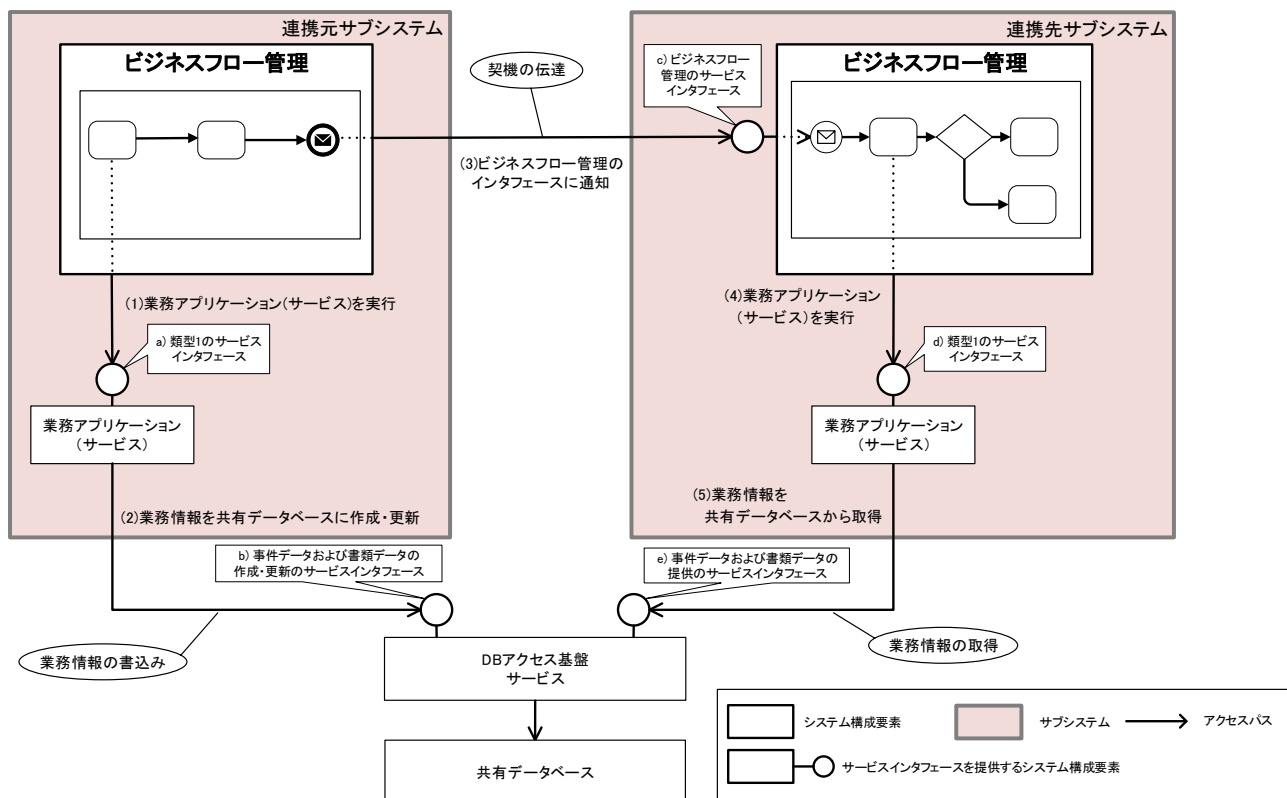 連携元サブシステム
ビジネスフロー管理
契機の伝達
(3)ビジネスフロー管理の
インタフェースに通知
連携先サブシステム
ビジネスフロー管理
c) ビジネスフロー
管理のサービス
インタフェース
(1)業務アプリケーション(サービス)を実行
a) 類型1のサービス
インタフェース
業務アプリケーション
(サービス)
(2)業務情報を共有データベースに作成・更新
(4)業務アプリケーション
(サービス)を実行
d) 類型1のサービス
インタフェース
業務アプリケーション
(サービス)
(5)業務情報を
共有データベースから取得
b) 事件データおよび書類データの
作成・更新のサービスインタフェース
e) 事件データおよび書類データの
提供のサービスインタフェース
業務情報の書込み
業務情報の取得
DBアクセス基盤
サービス
共有データベース
システム構成要素
サブシステム
アクセスパス
サービスインタフェースを提供するシステム構成要素